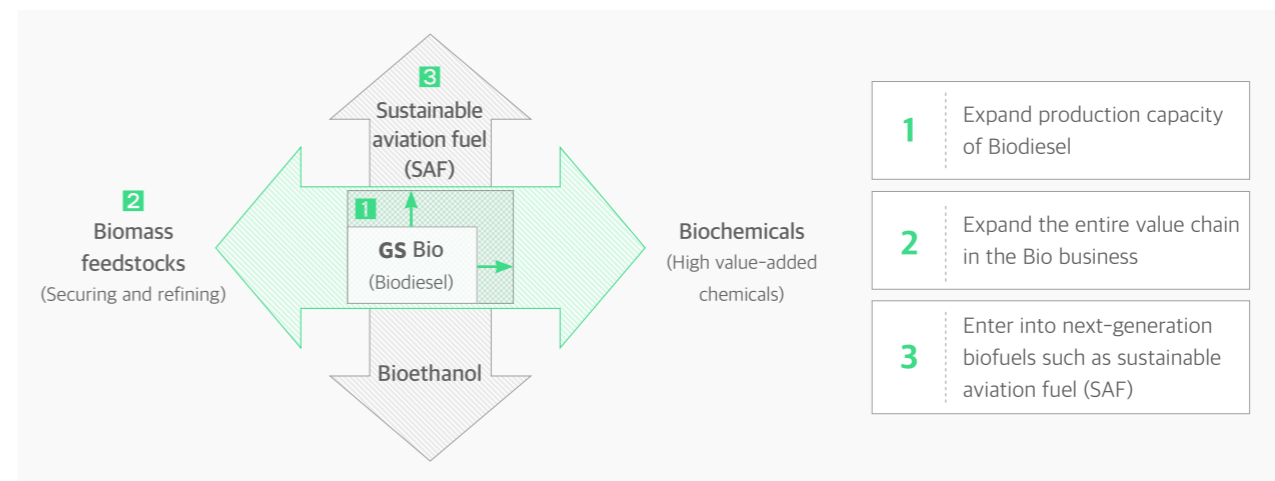 3
Sustainable
aviation fuel
(SAF)
2
Biomass
feedstocks
(Securing and refining)
1
GS Bio
(Biodiesel)
Biochemicals
(High value-added
chemicals)
Bioethanol
1
Expand production capacity
of Biodiesel
2
Expand the entire value chain
in the Bio business
3
Enter into next-generation
biofuels such as sustainable
aviation fuel (SAF)